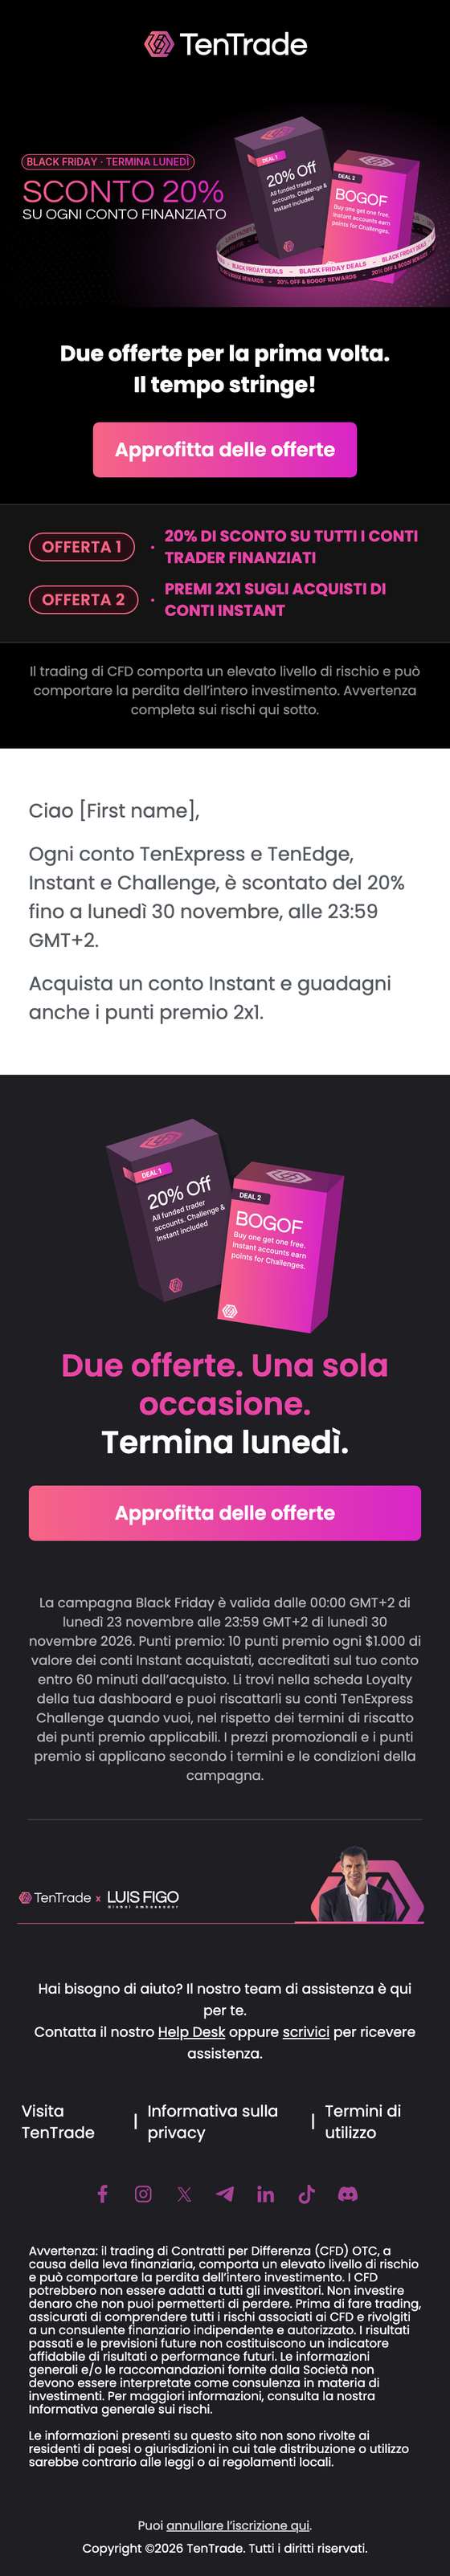 TenTrade
BLACK FRIDAY · TERMINA LUNEDÌ
SCONTO 20%
SU OGNI CONTO FINANZIATO
DEAL 1
20% Off
All funded trader
accounts. Challenge &
Instant included
DEAL 2
BOGOF
Buy one get one free.
Instant accounts earn
points for Challenges.
BLACK FRIDAY DEALS - BLACK FRIDAY DEALS - BLACK FRIDAY DEALS
20% OFF & BOGOF REWARDS - 20% OFF & BOGOF REWARDS
Due offerte per la prima volta.
Il tempo stringe!
Approfitta delle offerte
OFFERTA 1 · 20% DI SCONTO SU TUTTI I CONTI
TRADER FINANZIATI
OFFERTA 2 · PREMI 2X1 SUGLI ACQUISTI DI
CONTI INSTANT
Il trading di CFD comporta un elevato livello di rischio e può
comportare la perdita dell'intero investimento. Avvertenza
completa sui rischi qui sotto.
Ciao [First name],
Ogni conto TenExpress e TenEdge,
Instant e Challenge, è scontato del 20%
fino a lunedì 30 novembre, alle 23:59
GMT+2.
Acquista un conto Instant e guadagni
anche i punti premio 2x1.
DEAL 1
20% Off
All funded trader
accounts. Challenge &
Instant included
DEAL 2
BOGOF
Buy one get one free.
Instant accounts earn
points for Challenges.
Due offerte. Una sola
occasione.
Termina lunedì.
Approfitta delle offerte
La campagna Black Friday è valida dalle 00:00 GMT+2 di
lunedì 23 novembre alle 23:59 GMT+2 di lunedì 30
novembre 2026. Punti premio: 10 punti premio ogni $1.000 di
valore dei conti Instant acquistati, accreditati sul tuo conto
entro 60 minuti dall'acquisto. Li trovi nella scheda Loyalty
della tua dashboard e puoi riscattarli su conti TenExpress
Challenge quando vuoi, nel rispetto dei termini di riscatto
dei punti premio applicabili. I prezzi promozionali e i punti
premio si applicano secondo i termini e le condizioni della
campagna.
TenTrade x LUIS FIGO
Global Ambassador
Hai bisogno di aiuto? Il nostro team di assistenza è qui
per te.
Contatta il nostro Help Desk oppure scrivici per ricevere
assistenza.
Visita
TenTrade
| Informativa sulla
privacy
| Termini di
utilizzo
Avvertenza: il trading di Contratti per Differenza (CFD) OTC, a
causa della leva finanziaria, comporta un elevato livello di rischio
e può comportare la perdita dell'intero investimento. I CFD
potrebbero non essere adatti a tutti gli investitori. Non investire
denaro che non puoi permetterti di perdere. Prima di fare trading,
assicurati di comprendere tutti i rischi associati ai CFD e rivolgiti
a un consulente finanziario indipendente e autorizzato. I risultati
passati e le previsioni future non costituiscono un indicatore
affidabile di risultati o performance futuri. Le informazioni
generali e/o le raccomandazioni fornite dalla Società non
devono essere interpretate come consulenza in materia di
investimenti. Per maggiori informazioni, consulta la nostra
Informativa generale sui rischi.
Le informazioni presenti su questo sito non sono rivolte ai
residenti di paesi o giurisdizioni in cui tale distribuzione o utilizzo
sarebbe contrario alle leggi o ai regolamenti locali.
Puoi annullare l'iscrizione qui.
Copyright ©2026 TenTrade. Tutti i diritti riservati.